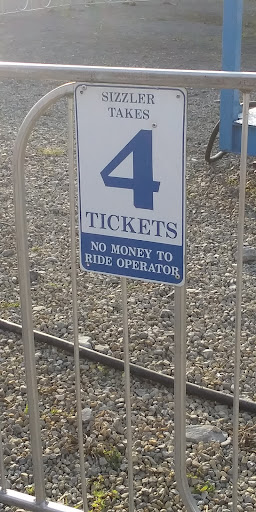 SIZZLER
TAKES
4
TICKETS
NO MONEY TO
RIDE OPERATOR